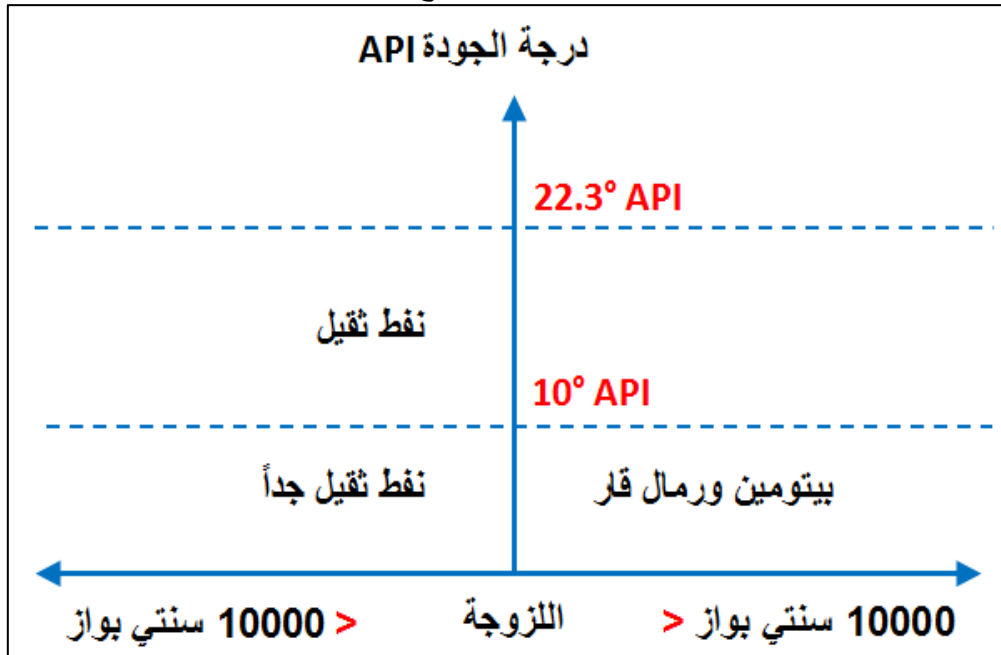 درجة الجودة API
22.3° API
نفط ثقيل
10° API
بيتومين ورمال قار
نفط ثقيل جداً
10000 سنتي بواز <
اللزوجة
< 10000 سنتي بواز